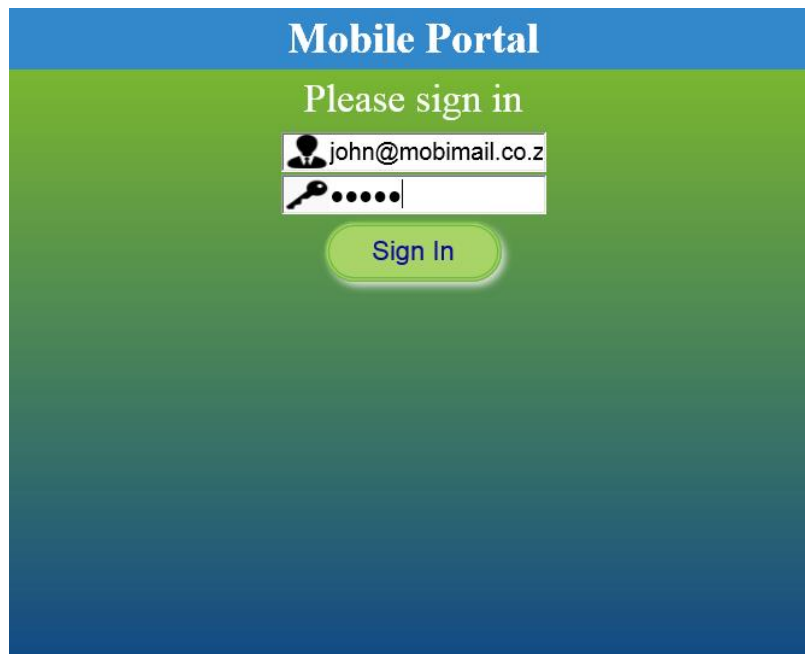 Mobile Portal
Please sign in
john@mobimail.co.z
•••••
Sign In